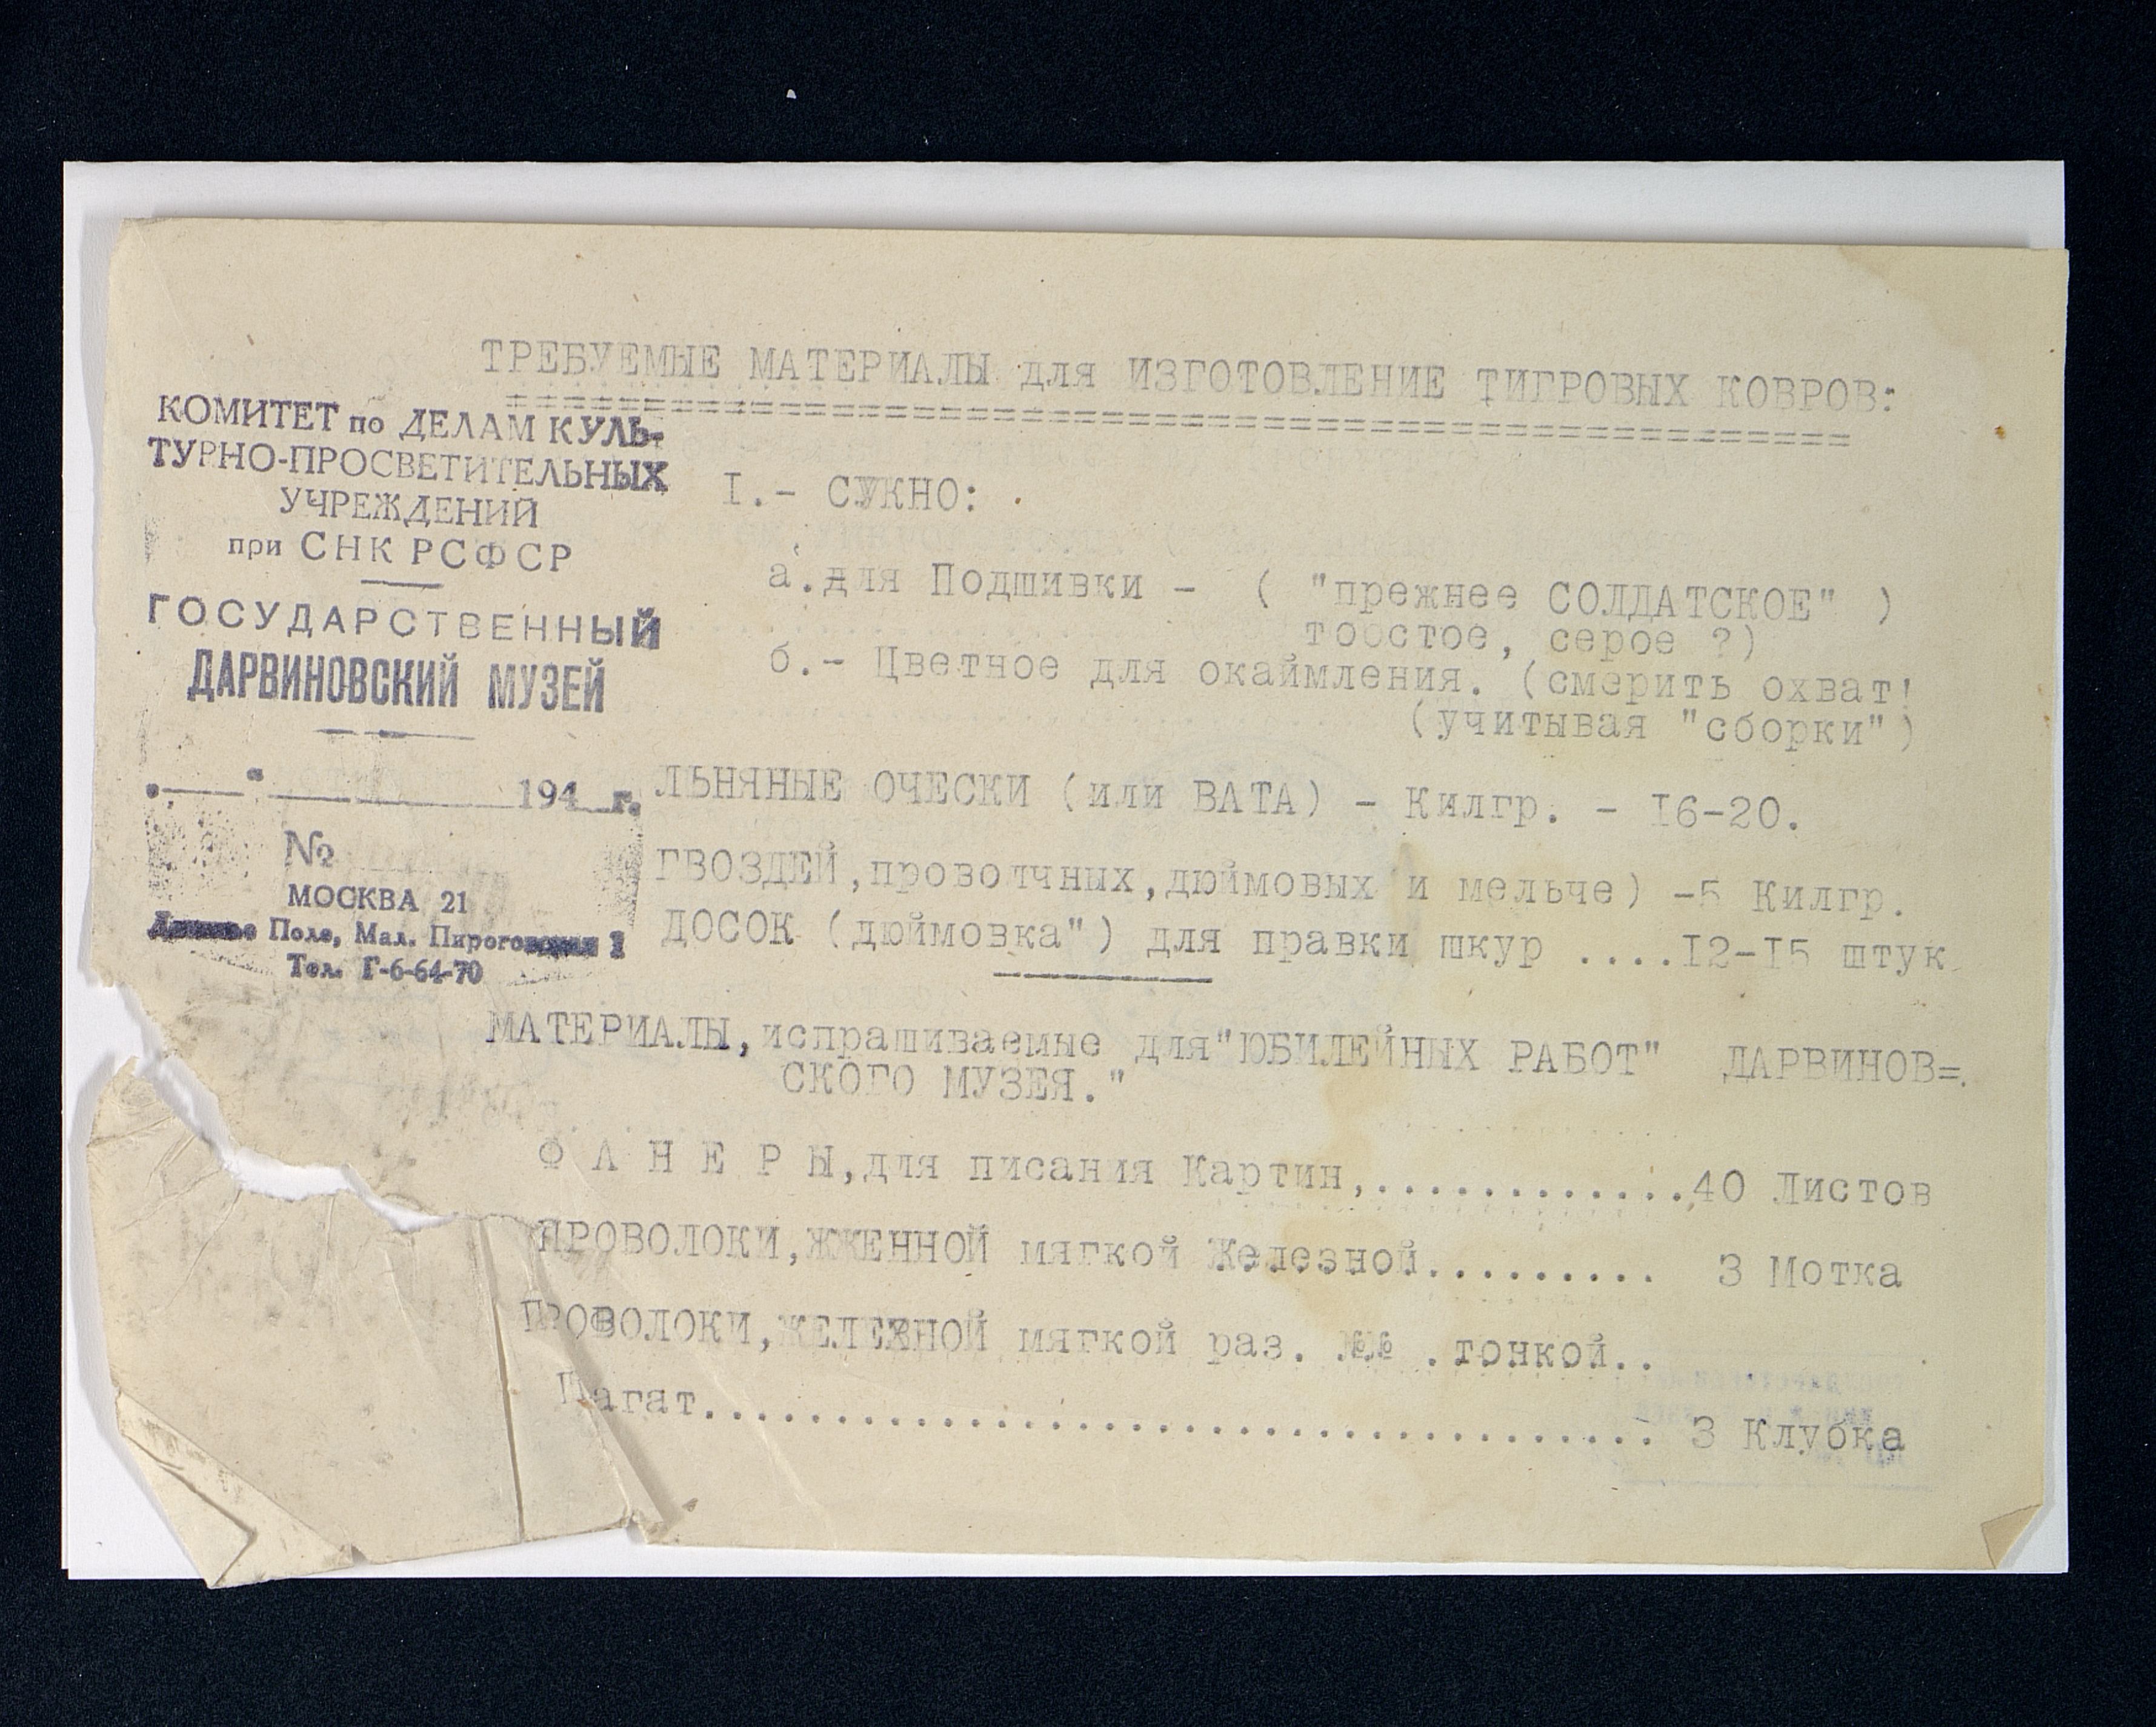 ТРЕБУЕМЫЕ МАТЕРИАЛЫ для ИЗГОТОВЛЕНИЕ ТИГРОВЫХ КОВРОВ:
КОМИТЕТ по ДЕЛАМ КУЛЬ-
ТУРНО-ПРОСВЕТИТЕЛЬНЫХ
УЧРЕЖДЕНИЙ
при СНК РСФСР
ГОСУДАРСТВЕННЫЙ
ДАРВИНОВСКИЙ МУЗЕЙ
194 г.
№
МОСКВА 21
Поле, Мал. Пироговская 1
Тел. Г-6-64-70
I.- СУКНО:
а.для Подшивки - ( "прежнее СОЛДАТСКОЕ" )
тоостое, серое ?)
б.- Цветное для окаймления. (смерить охват!
(учитывая "сборки")
ЛЬНЯНЫЕ ОЧЕСКИ (или ВАТА) - Килгр. - I6-20.
ГВОЗДЕЙ,проволчных,дюймовых и мельче) -5 Килгр.
ДОСОК (дюймовка") для правки шкур ....I2-I5 штук
МАТЕРИАЛЫ,испрашиваемые для"ЮБИЛЕЙНЫХ РАБОТ" ДАРВИНОВ=
СКОГО МУЗЕЯ."
Ф А Н Е Р Ы,для писания Картин,.............40 Листов
ПРОВОЛОКИ,ЖЖЕННОЙ мягкой Железной......... 3 Мотка
ПРОВОЛОКИ,ЖЕЛЕЗНОЙ мягкой раз. №№ .тонкой..
Пагат.................................... 3 Клубка